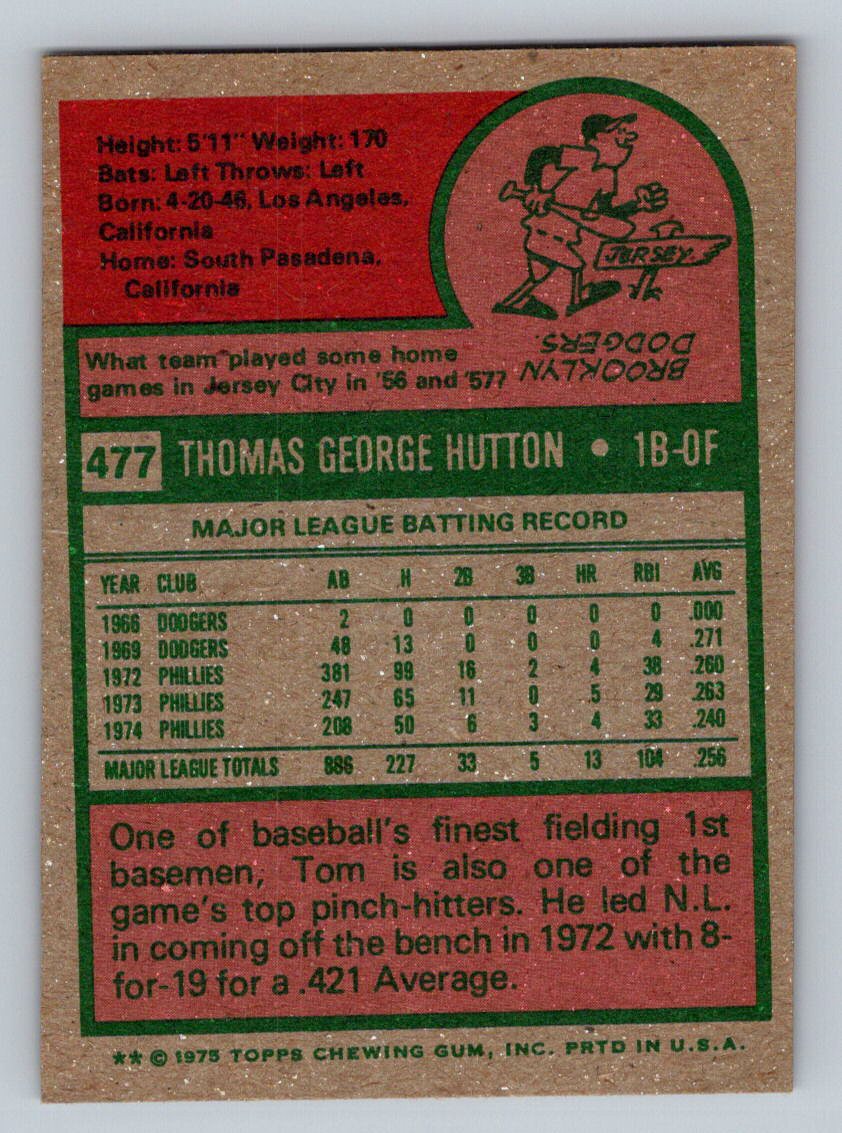 Height: 5'11" Weight: 170
Bats: Left Throws: Left
Born: 4-20-46, Los Angeles,
California
Home: South Pasadena,
California
JERSEY
What team played some home
games in Jersey City in '56 and '57?
BROOKLYN
DODGERS.
477 THOMAS GEORGE HUTTON • 1B-OF
MAJOR LEAGUE BATTING RECORD
YEAR CLUB AB H 2B 3B HR RBI AVG
1966 DODGERS 2 0 0 0 0 0 .000
1969 DODGERS 48 13 0 0 0 4 .271
1972 PHILLIES 381 99 16 2 4 38 .260
1973 PHILLIES 247 65 11 0 5 29 .263
1974 PHILLIES 208 50 6 3 4 33 .240
MAJOR LEAGUE TOTALS 886 227 33 5 13 104 .256
One of baseball's finest fielding 1st
basemen, Tom is also one of the
game's top pinch-hitters. He led N.L.
in coming off the bench in 1972 with 8-
for-19 for a .421 Average.
** © 1975 TOPPS CHEWING GUM, INC. PRTD IN U.S.A.